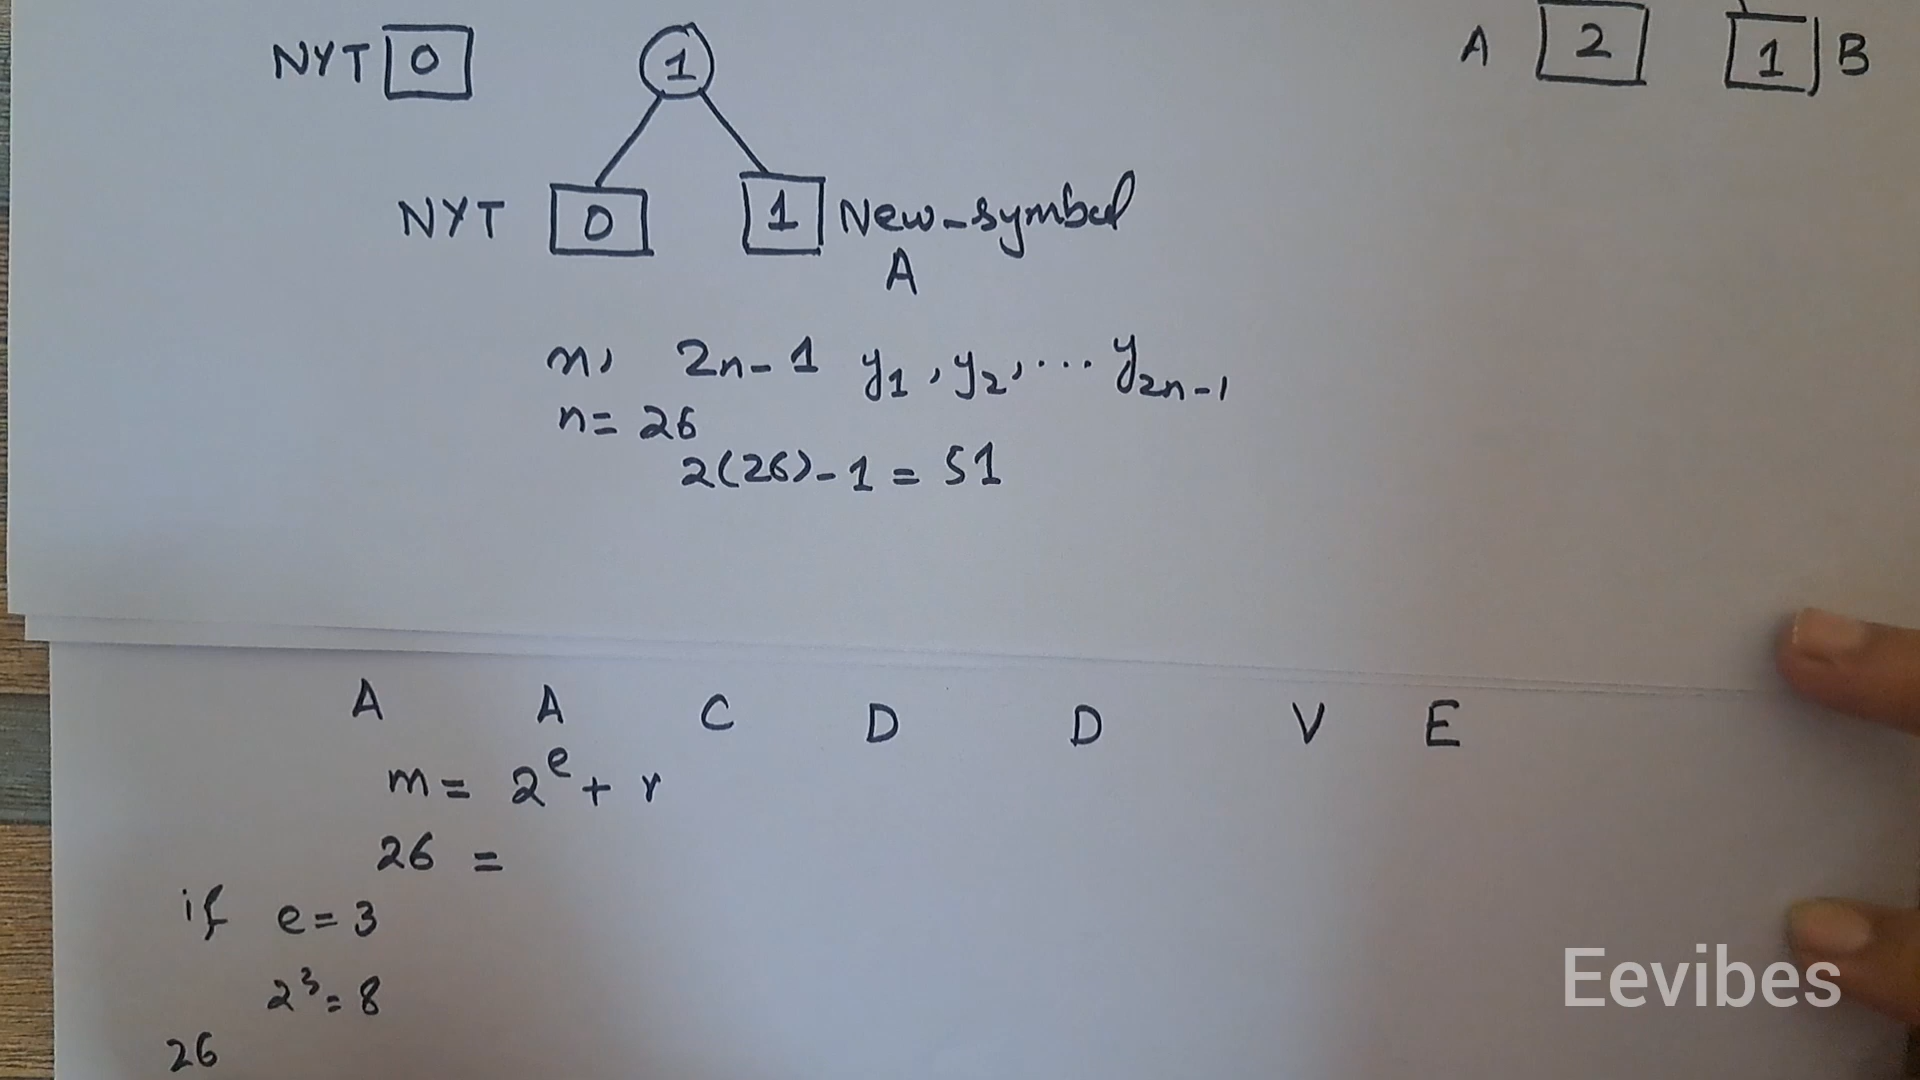 NYT 0 1 A 2 1 B
NYT 0 1 New-symbol
A
n, 2n-1 y1, y2, ... y2n-1
n= 26
2(26)-1 = 51
A A C D D V E
m= 2^e + r
26 =
if e=3
2^3=8
26
Eevibes